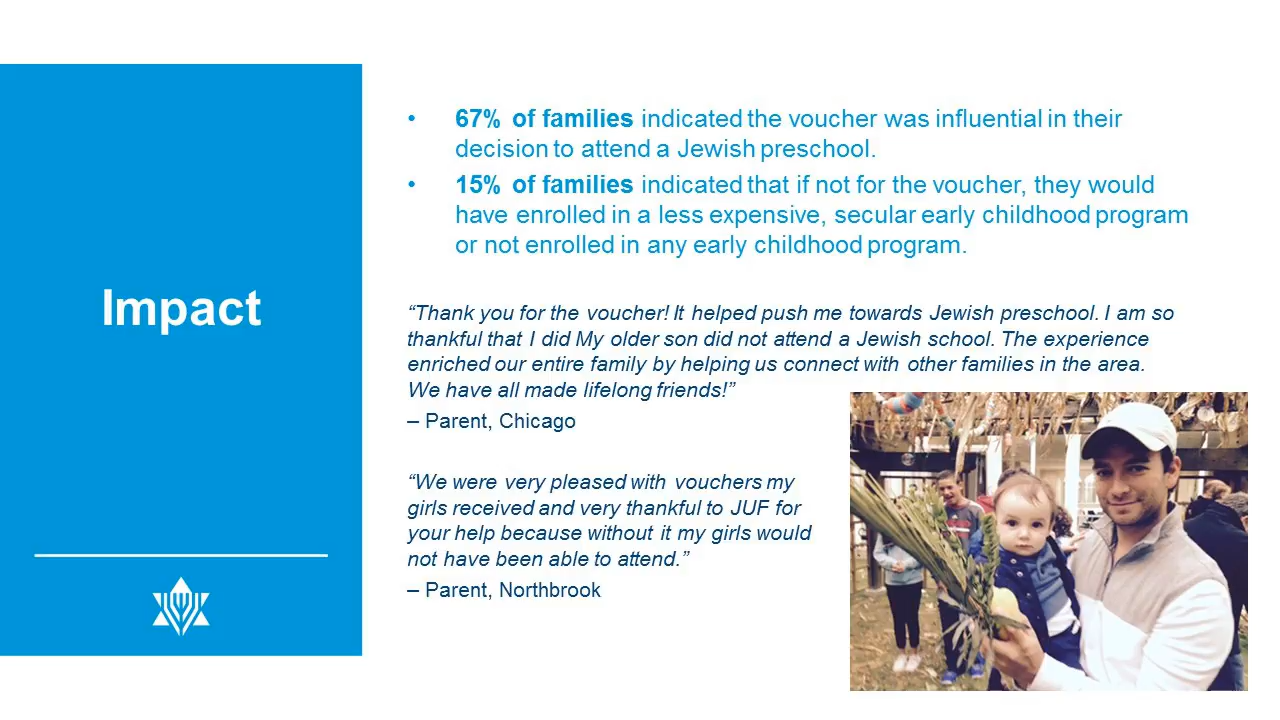 Impact
• 67% of families indicated the voucher was influential in their
decision to attend a Jewish preschool.
• 15% of families indicated that if not for the voucher, they would
have enrolled in a less expensive, secular early childhood program
or not enrolled in any early childhood program.
“Thank you for the voucher! It helped push me towards Jewish preschool. I am so
thankful that I did My older son did not attend a Jewish school. The experience
enriched our entire family by helping us connect with other families in the area.
We have all made lifelong friends!”
– Parent, Chicago
“We were very pleased with vouchers my
girls received and very thankful to JUF for
your help because without it my girls would
not have been able to attend.”
– Parent, Northbrook